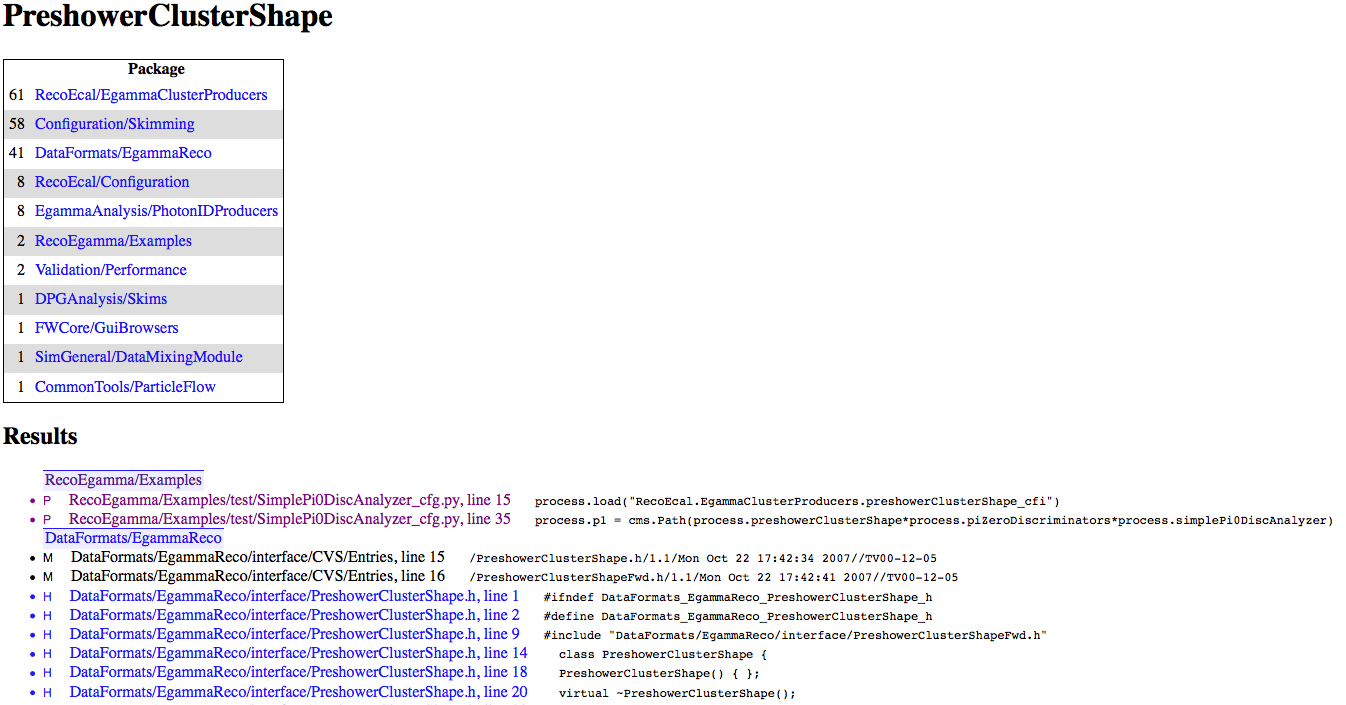 PreshowerClusterShape
Package
61 RecoEcal/EgammaClusterProducers
58 Configuration/Skimming
41 DataFormats/EgammaReco
8 RecoEcal/Configuration
8 EgammaAnalysis/PhotonIDProducers
2 RecoEgamma/Examples
2 Validation/Performance
1 DPGAnalysis/Skims
1 FWCore/GuiBrowsers
1 SimGeneral/DataMixingModule
1 CommonTools/ParticleFlow
Results
RecoEgamma/Examples
• P RecoEgamma/Examples/test/SimplePi0DiscAnalyzer_cfg.py, line 15 process.load("RecoEcal.EgammaClusterProducers.preshowerClusterShape_cfi")
• P RecoEgamma/Examples/test/SimplePi0DiscAnalyzer_cfg.py, line 35 process.p1 = cms.Path(process.preshowerClusterShape*process.piZeroDiscriminators*process.simplePi0DiscAnalyzer)
DataFormats/EgammaReco
• M DataFormats/EgammaReco/interface/CVS/Entries, line 15 /PreshowerClusterShape.h/1.1/Mon Oct 22 17:42:34 2007//TV00-12-05
• M DataFormats/EgammaReco/interface/CVS/Entries, line 16 /PreshowerClusterShapeFwd.h/1.1/Mon Oct 22 17:42:41 2007//TV00-12-05
• H DataFormats/EgammaReco/interface/PreshowerClusterShape.h, line 1 #ifndef DataFormats_EgammaReco_PreshowerClusterShape_h
• H DataFormats/EgammaReco/interface/PreshowerClusterShape.h, line 2 #define DataFormats_EgammaReco_PreshowerClusterShape_h
• H DataFormats/EgammaReco/interface/PreshowerClusterShape.h, line 9 #include "DataFormats/EgammaReco/interface/PreshowerClusterShapeFwd.h"
• H DataFormats/EgammaReco/interface/PreshowerClusterShape.h, line 14 class PreshowerClusterShape {
• H DataFormats/EgammaReco/interface/PreshowerClusterShape.h, line 18 PreshowerClusterShape() { };
• H DataFormats/EgammaReco/interface/PreshowerClusterShape.h, line 20 virtual ~PreshowerClusterShape();